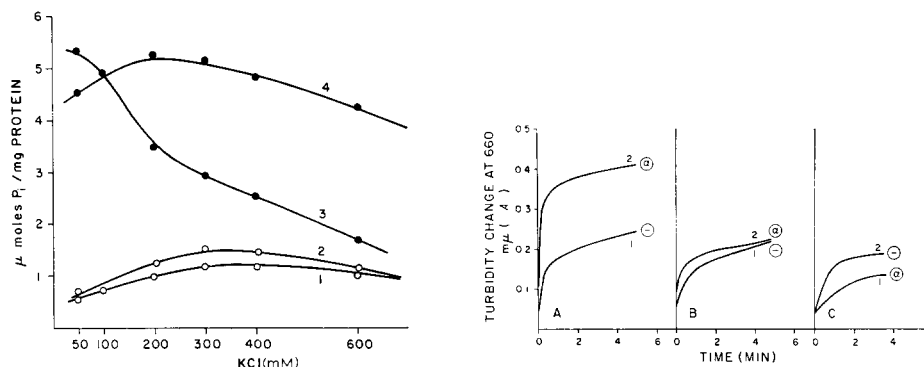 μ moles Pi/mg PROTEIN
6
5
4
3
2
1
4
3
2
1
50 100 200 300 400 600
KCl(mM)
TURBIDITY CHANGE AT 660
mμ (A)
0.5
0.4
0.3
0.2
0.1
2 α
1 −
A
2 α
1 −
B
2 −
1 α
C
0 2 4 6 0 2 4 6 0 2 4
TIME (MIN)